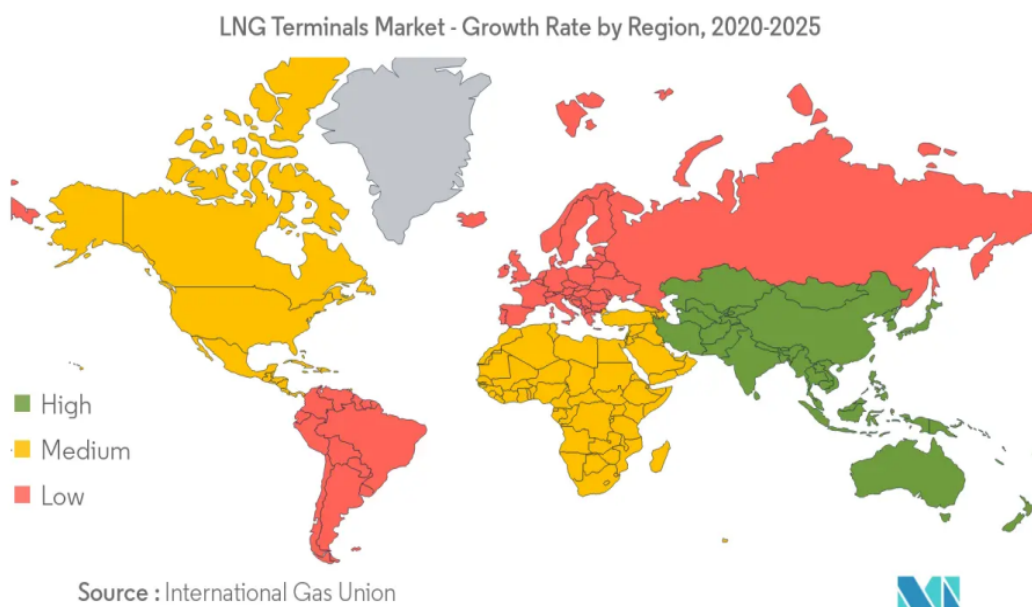 LNG Terminals Market - Growth Rate by Region, 2020-2025
High
Medium
Low
Source : International Gas Union